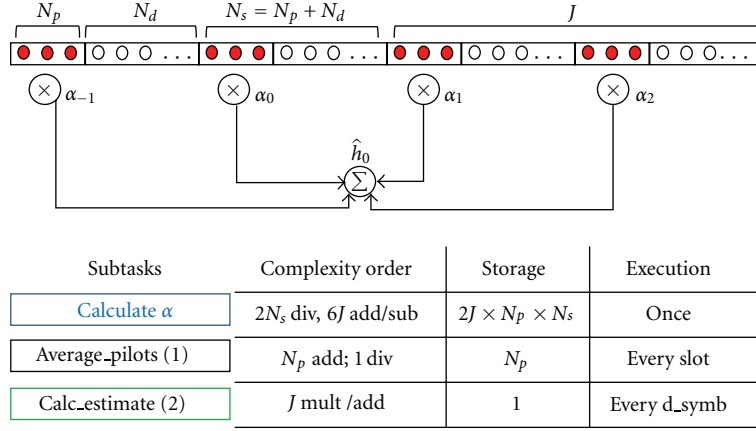 N_p N_d N_s = N_p + N_d J
. . . . . . . . . . . .
× α_{−1} × α_0 × α_1 × α_2
ĥ_0
Σ
Subtasks Complexity order Storage Execution
Calculate α 2N_s div, 6J add/sub 2J × N_p × N_s Once
Average_pilots (1) N_p add; 1 div N_p Every slot
Calc_estimate (2) J mult /add 1 Every d_symb